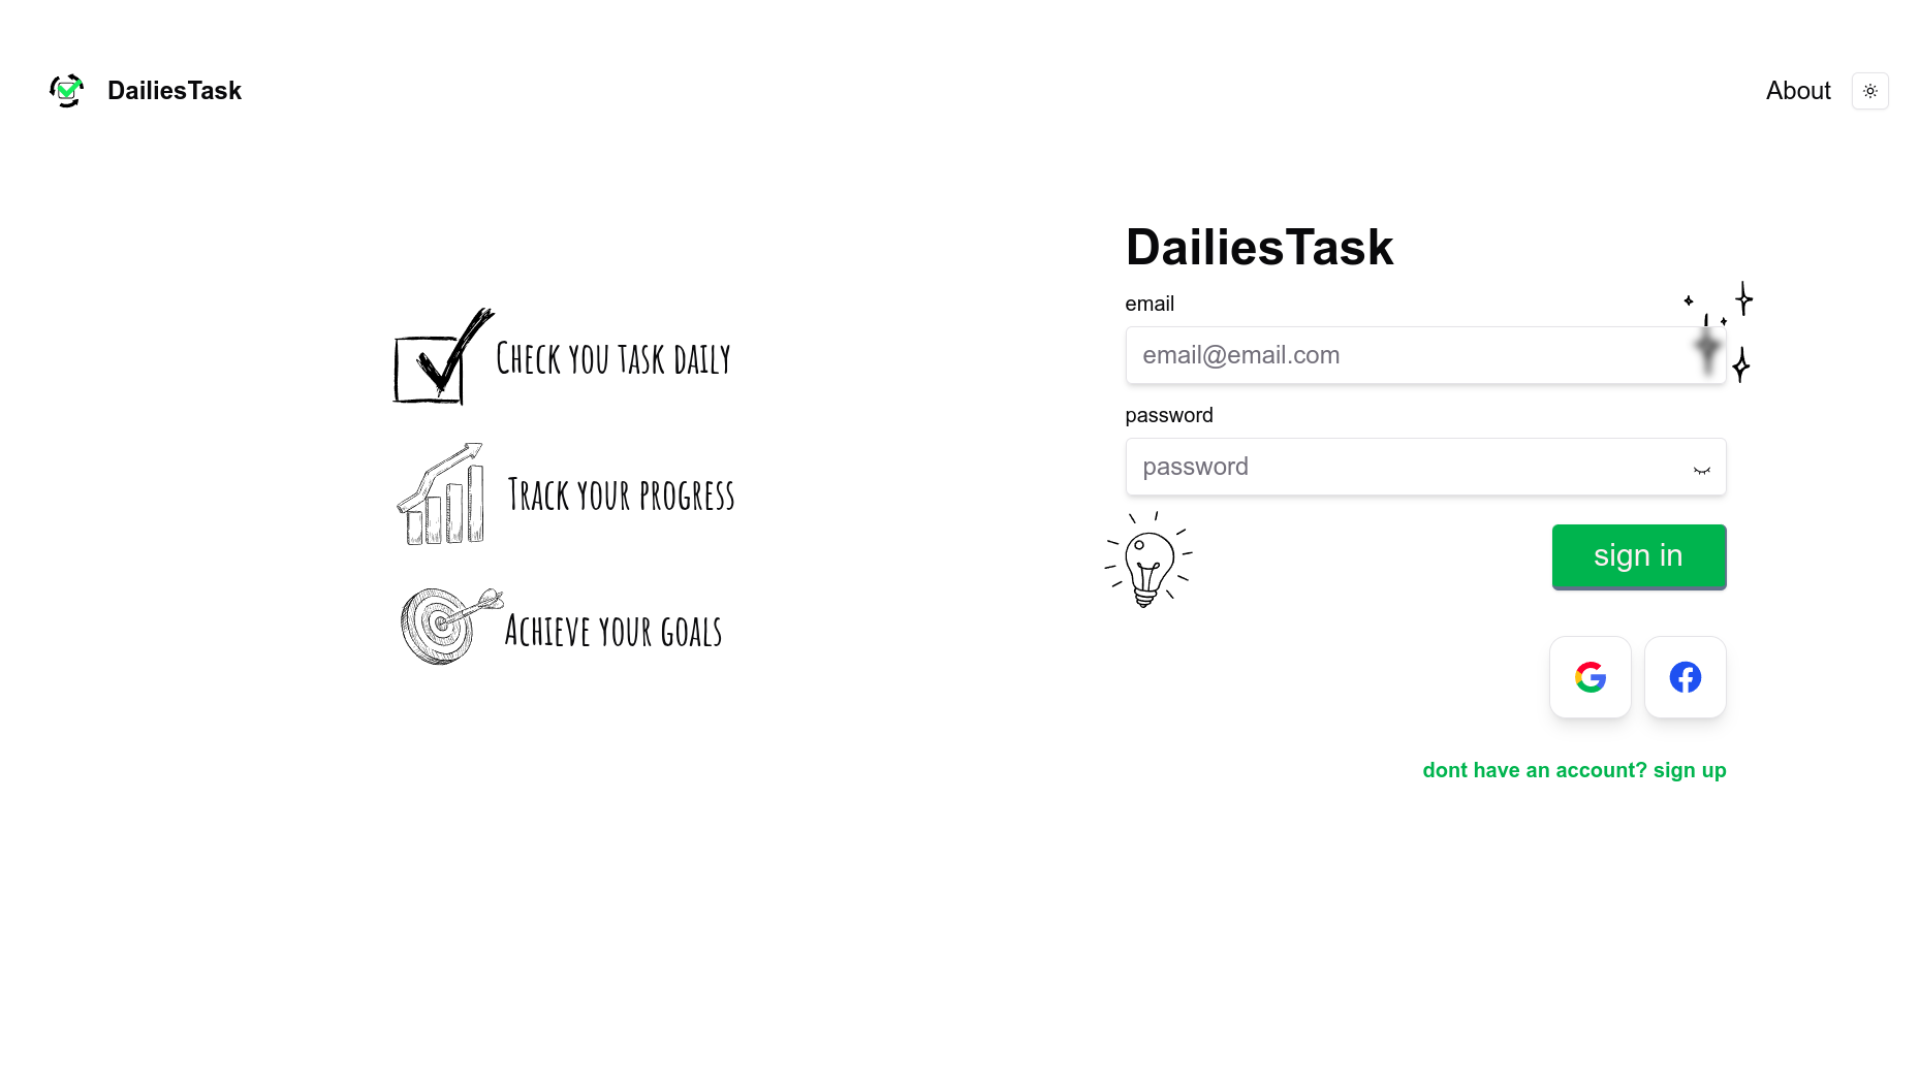 DailiesTask
About
Check you task daily
Track your progress
Achieve your goals
DailiesTask
email
email@email.com
password
password
sign in
dont have an account? sign up